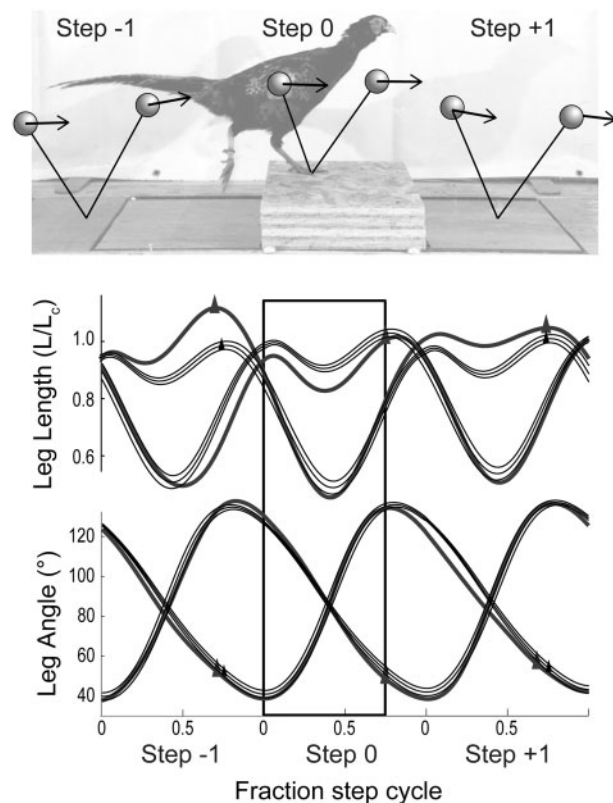 Step -1 Step 0 Step +1
Leg Length (L/Lc)
1.0
0.8
0.6
Leg Angle (°)
120
100
80
60
40
0 0.5 0 0.5 0 0.5
Step -1 Step 0 Step +1
Fraction step cycle